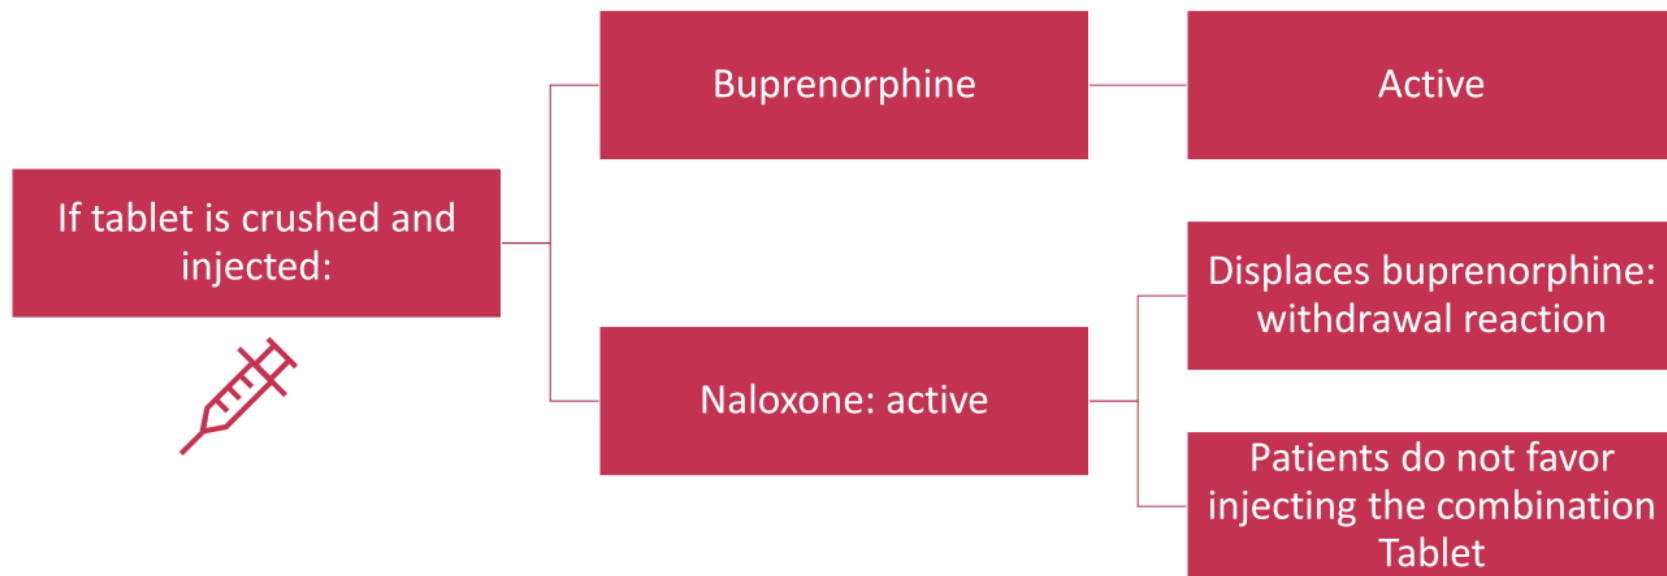 If tablet is crushed and
injected:
Buprenorphine
Active
Naloxone: active
Displaces buprenorphine:
withdrawal reaction
Patients do not favor
injecting the combination
Tablet